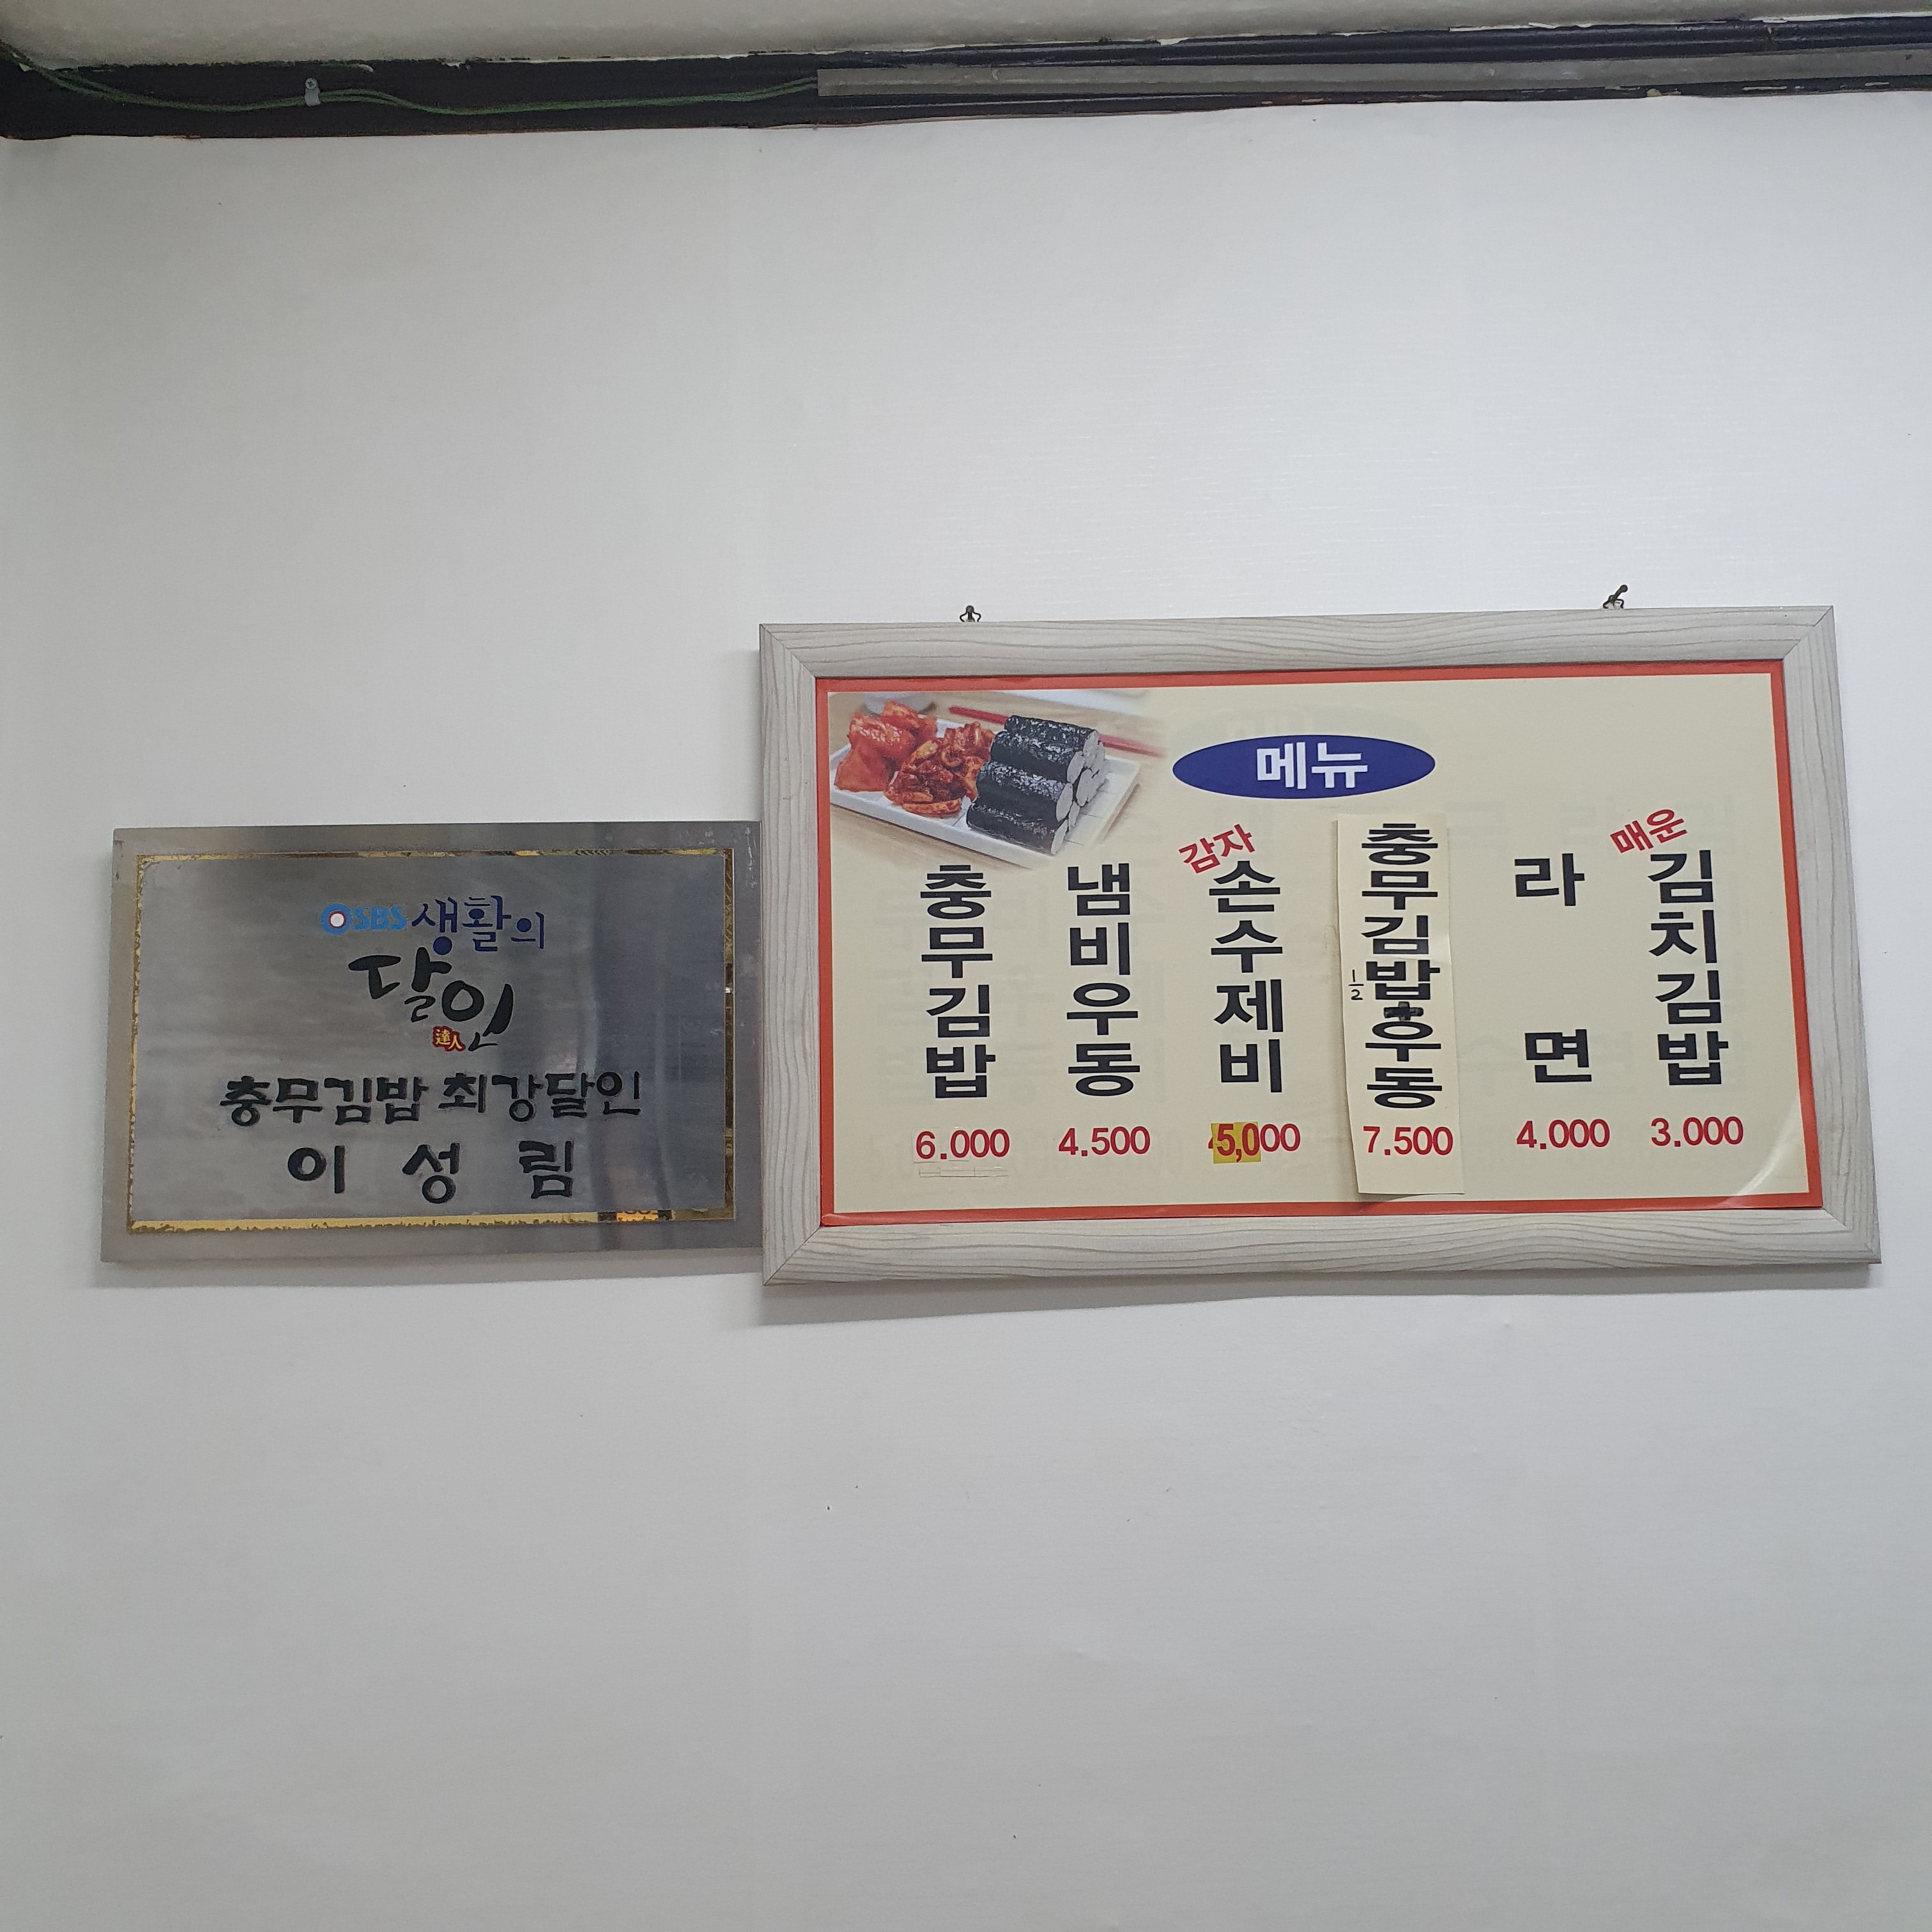 SBS 생활의
달인
達人
충무김밥 최강달인
이 성 림
메뉴
충무김밥
6.000
냄비우동
4.500
감자
손수제비
5,000
충무김밥+우동
1/2
7.500
라면
4.000
매운
김치김밥
3.000